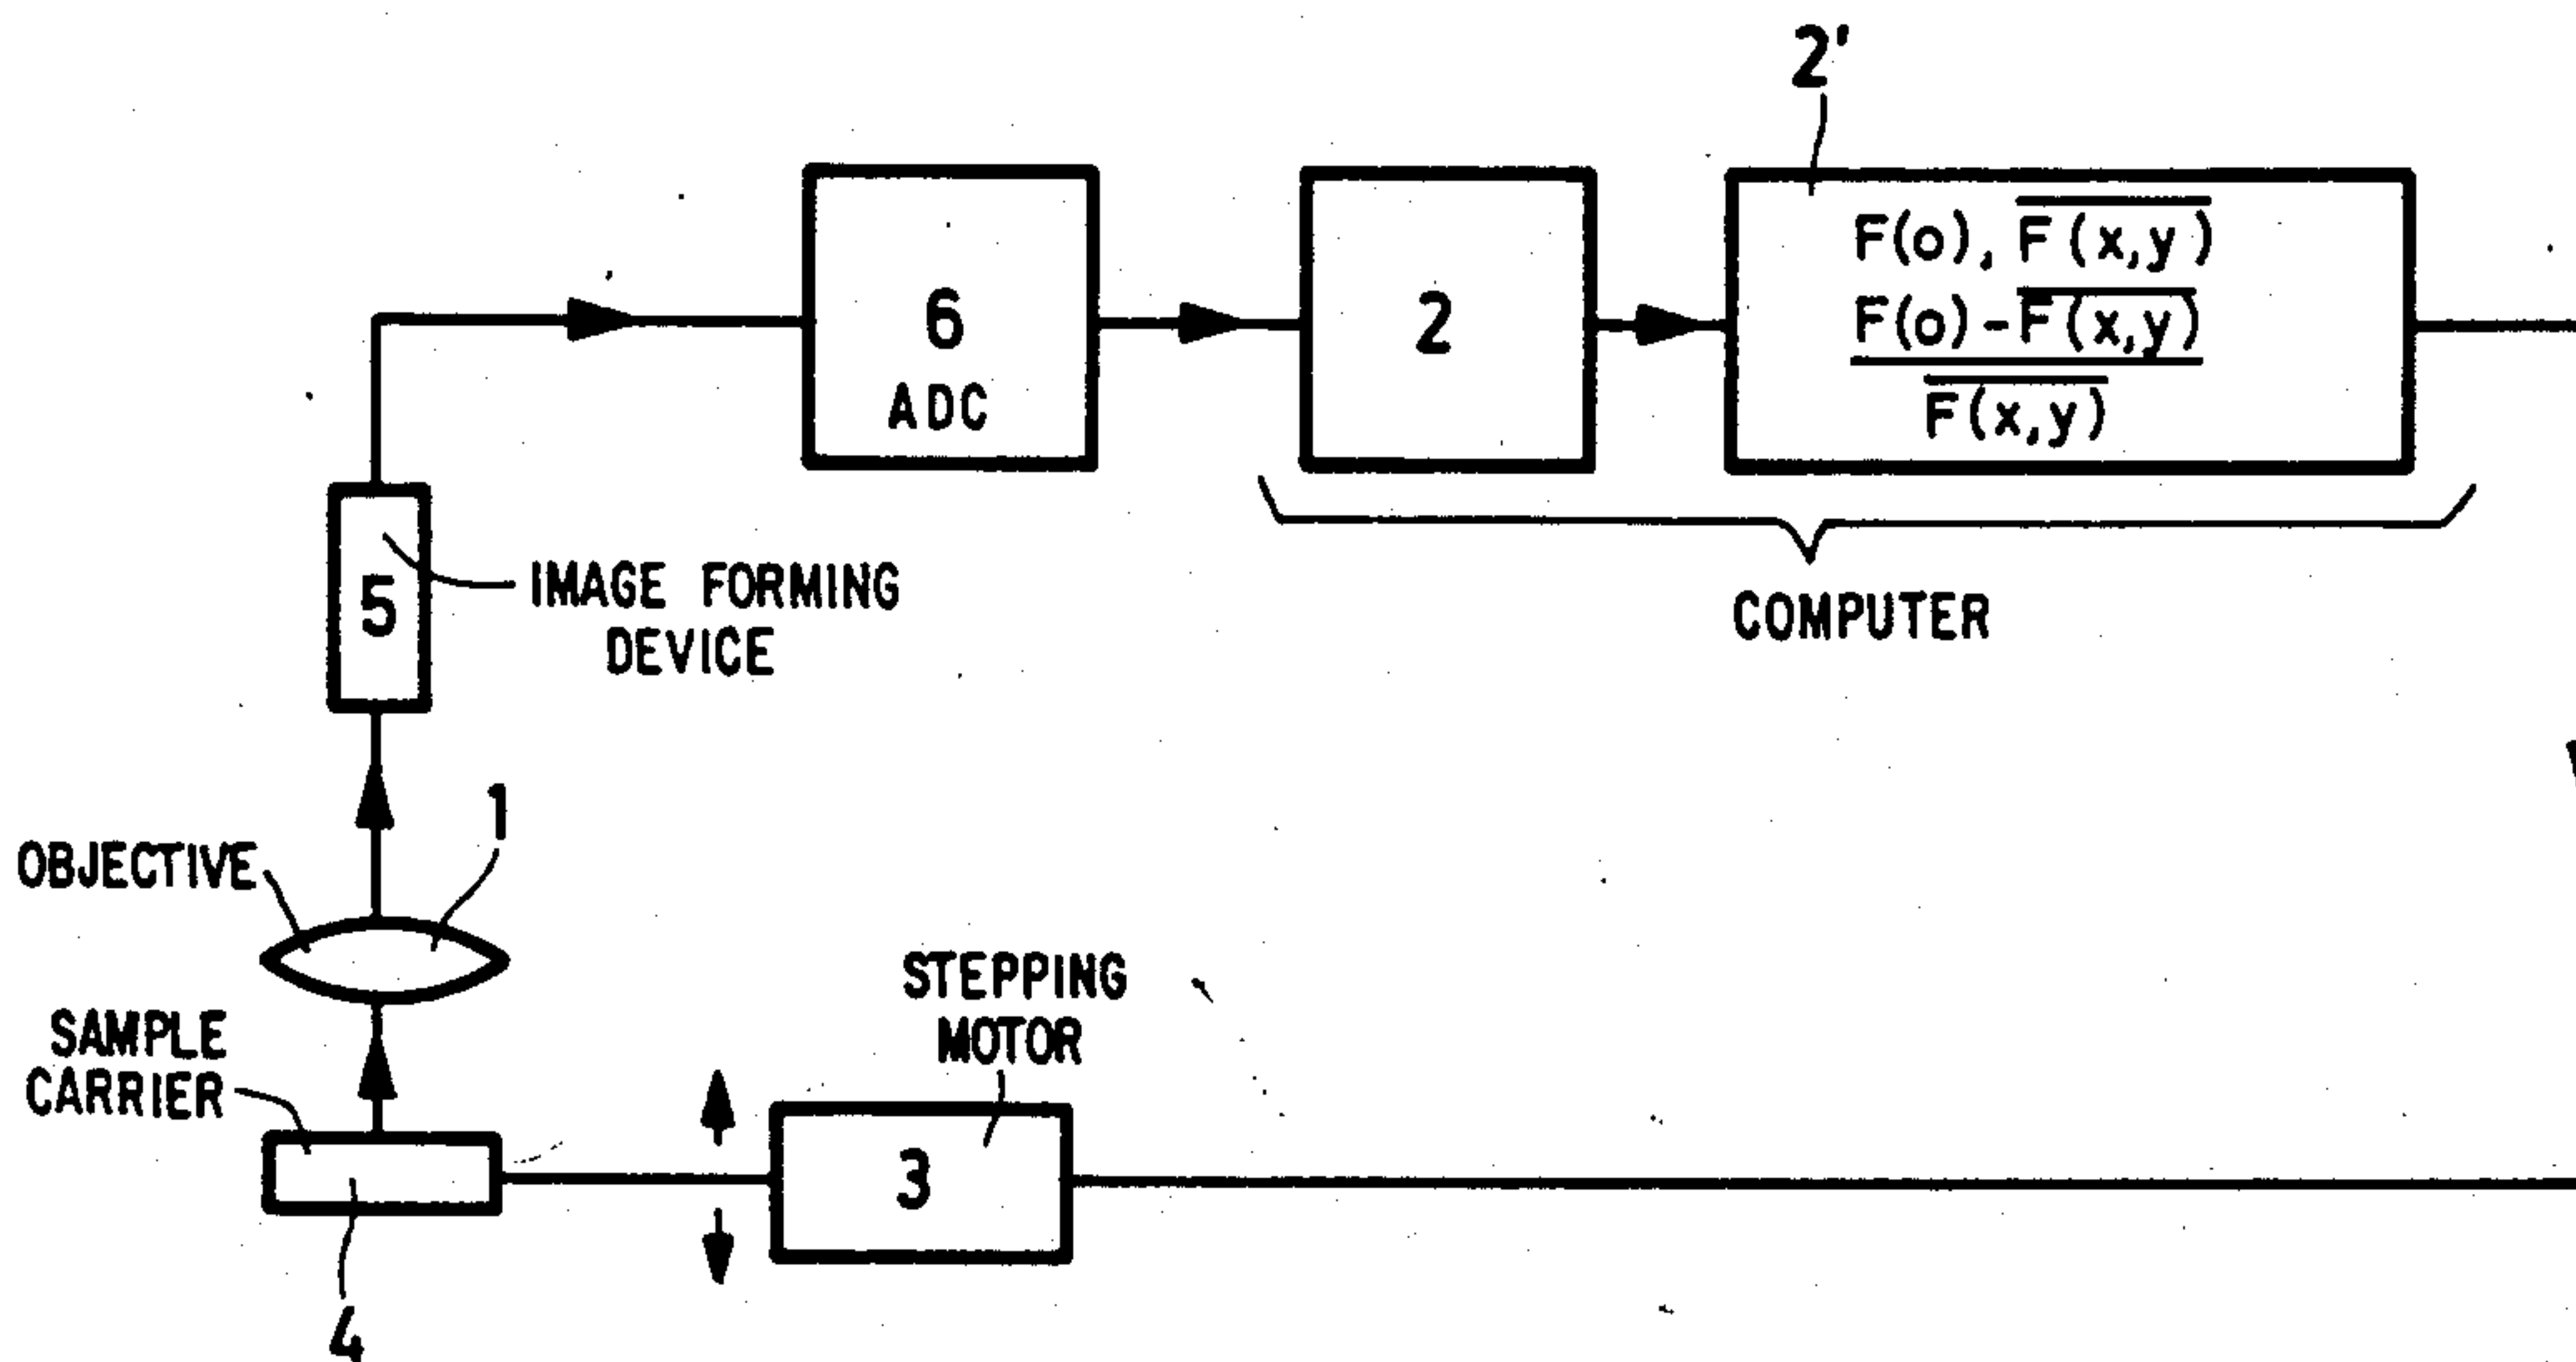 2'
F(o), F̅(̅x̅,̅y̅)̅
F(o)-F̅(̅x̅,̅y̅)̅
F̅(̅x̅,̅y̅)̅
6
ADC
2
COMPUTER
5
IMAGE FORMING
DEVICE
1
OBJECTIVE
SAMPLE
CARRIER
4
STEPPING
MOTOR
3